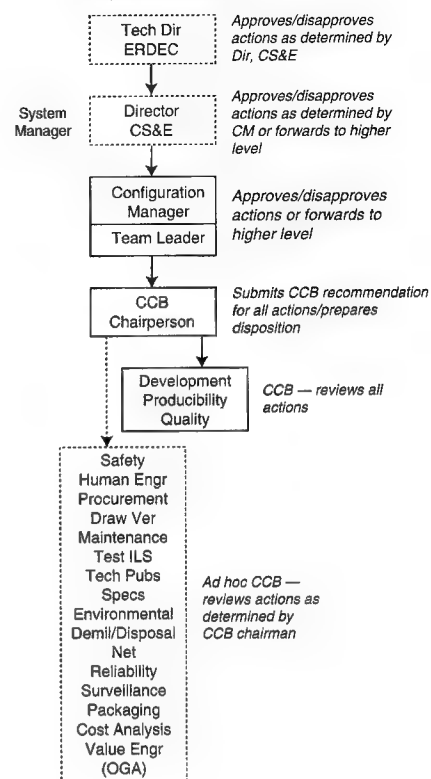 Tech Dir
ERDEC
Approves/disapproves
actions as determined by
Dir, CS&E
System
Manager
Director
CS&E
Approves/disapproves
actions as determined by
CM or forwards to higher
level
Configuration
Manager
Team Leader
Approves/disapproves
actions or forwards to
higher level
CCB
Chairperson
Submits CCB recommendation
for all actions/prepares
disposition
Development
Producibility
Quality
CCB — reviews all
actions
Safety
Human Engr
Procurement
Draw Ver
Maintenance
Test ILS
Tech Pubs
Specs
Environmental
Demil/Disposal
Net
Reliability
Surveillance
Packaging
Cost Analysis
Value Engr
(OGA)
Ad hoc CCB —
reviews actions as
determined by
CCB chairman